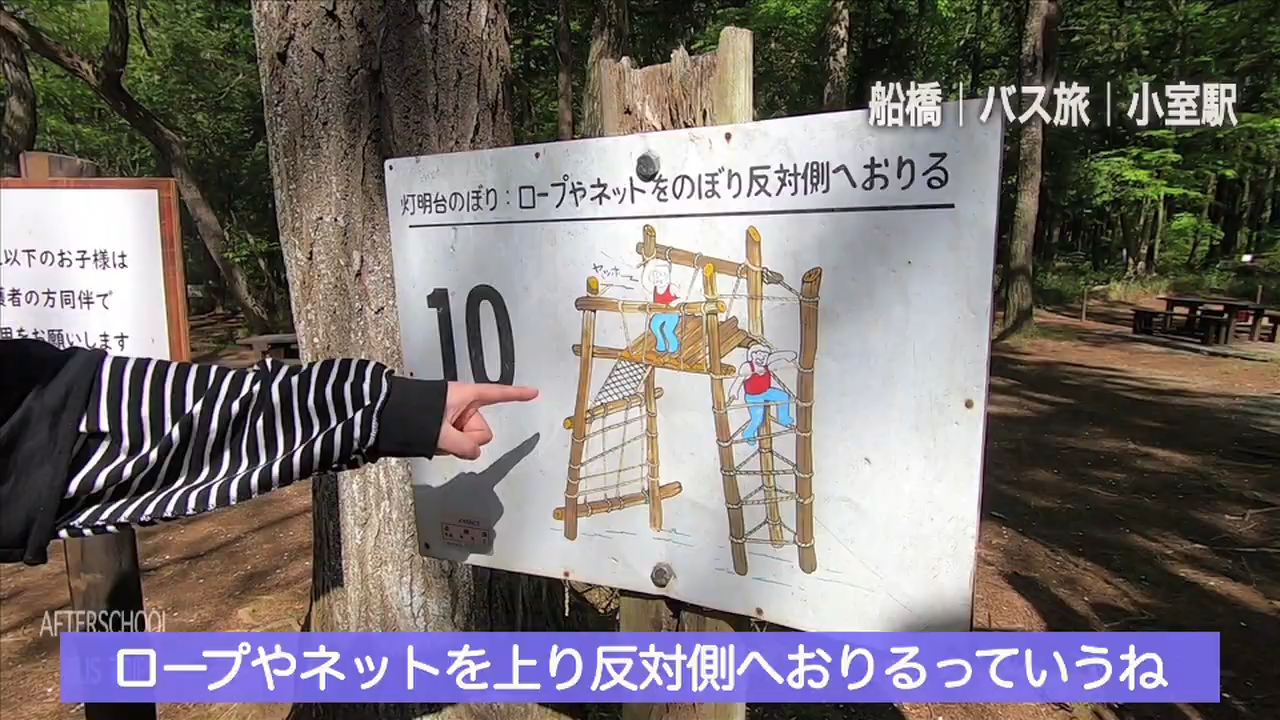 船橋｜バス旅｜小室駅
灯明台のぼり：ロープやネットをのぼり反対側へおりる
ヤッホー
10
以下のお子様は
者の方同伴で
をお願いします
AFTERSCHOOL
ロープやネットを上り反対側へおりるっていうね